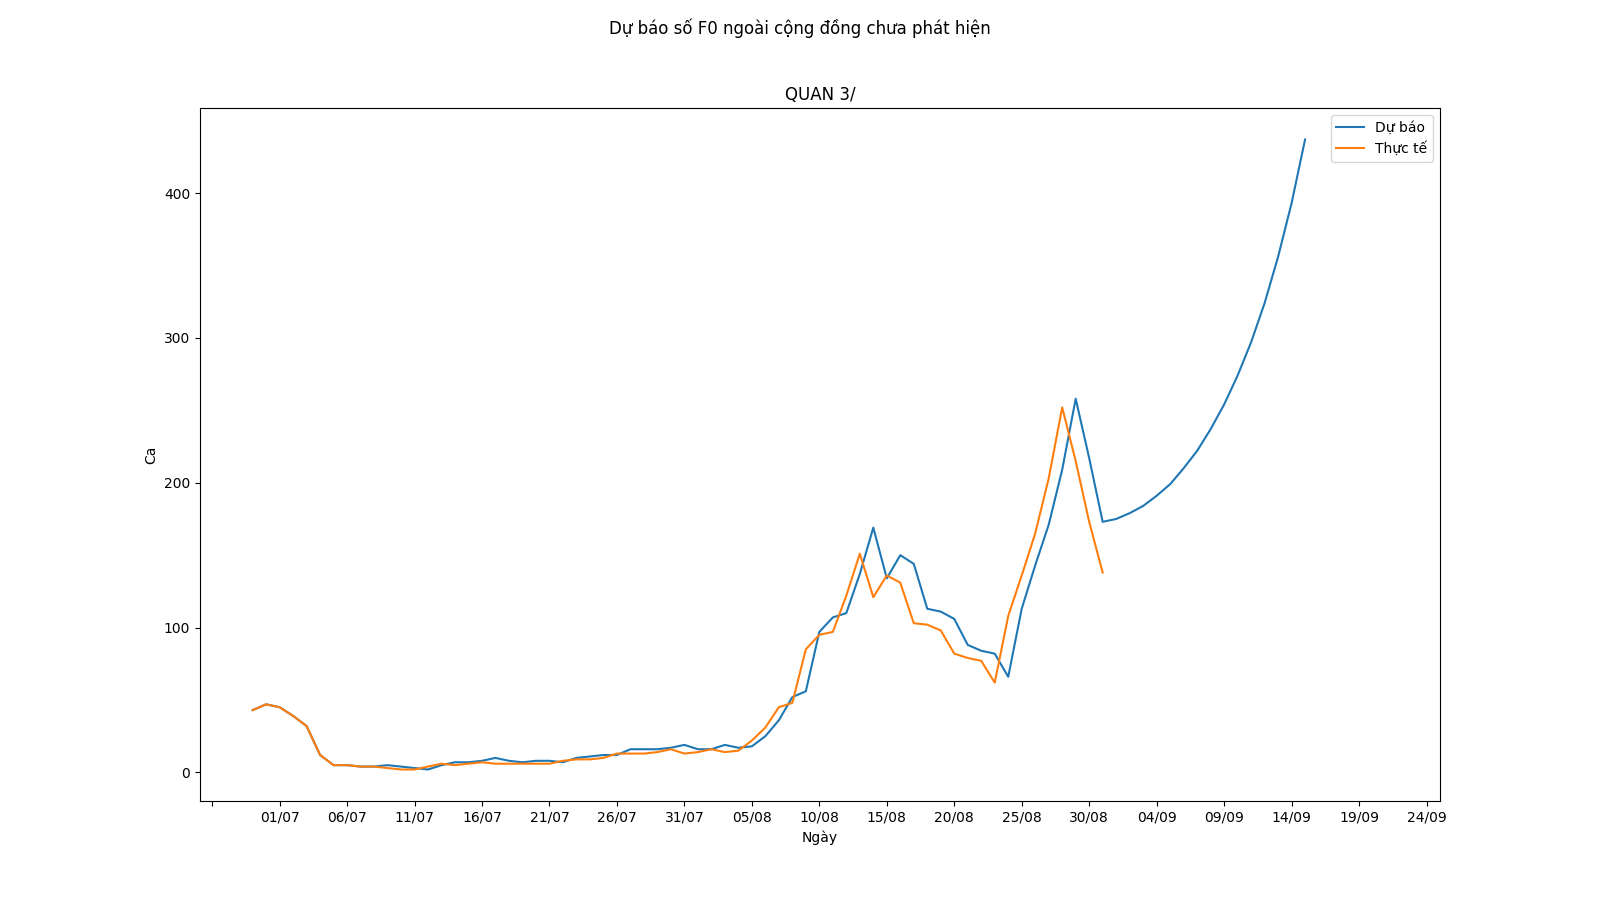 Dự báo số F0 ngoài cộng đồng chưa phát hiện
QUAN 3/
Dự báo
Thực tế
400
300
200
100
0
Ca
01/07 06/07 11/07 16/07 21/07 26/07 31/07 05/08 10/08 15/08 20/08 25/08 30/08 04/09 09/09 14/09 19/09 24/09
Ngày